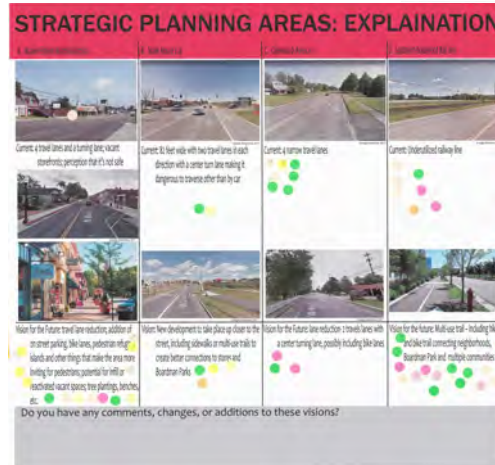 STRATEGIC PLANNING AREAS: EXPLAINATION
Current: 4 travel lanes and a turning lane; vacant
storefronts; perception that it's not safe
Current: 82 feet wide with two travel lanes in each
direction with a center turn lane making it
dangerous to traverse other than by car
Current: 4 narrow travel lanes
Current: Underutilized railway line
Vision for the Future: travel lane reduction; addition of
on street parking, bike lanes, pedestrian refuge
islands and other things that make the area more
inviting for pedestrians; potential for infill or
reactivated vacant spaces; tree plantings, benches,
etc.
Vision: New development to take place up closer to the
street, including sidewalks or multi-use trails to
create better connections to stores and
Boardman Park
Vision for the Future: lane reduction- 2 travel lanes with
a center turning lane, possibly including bike lanes
Vision for the future: Multi-use trail – including
and bike trail connecting neighborhoods,
Boardman Park and multiple communities
Do you have any comments, changes, or additions to these visions?